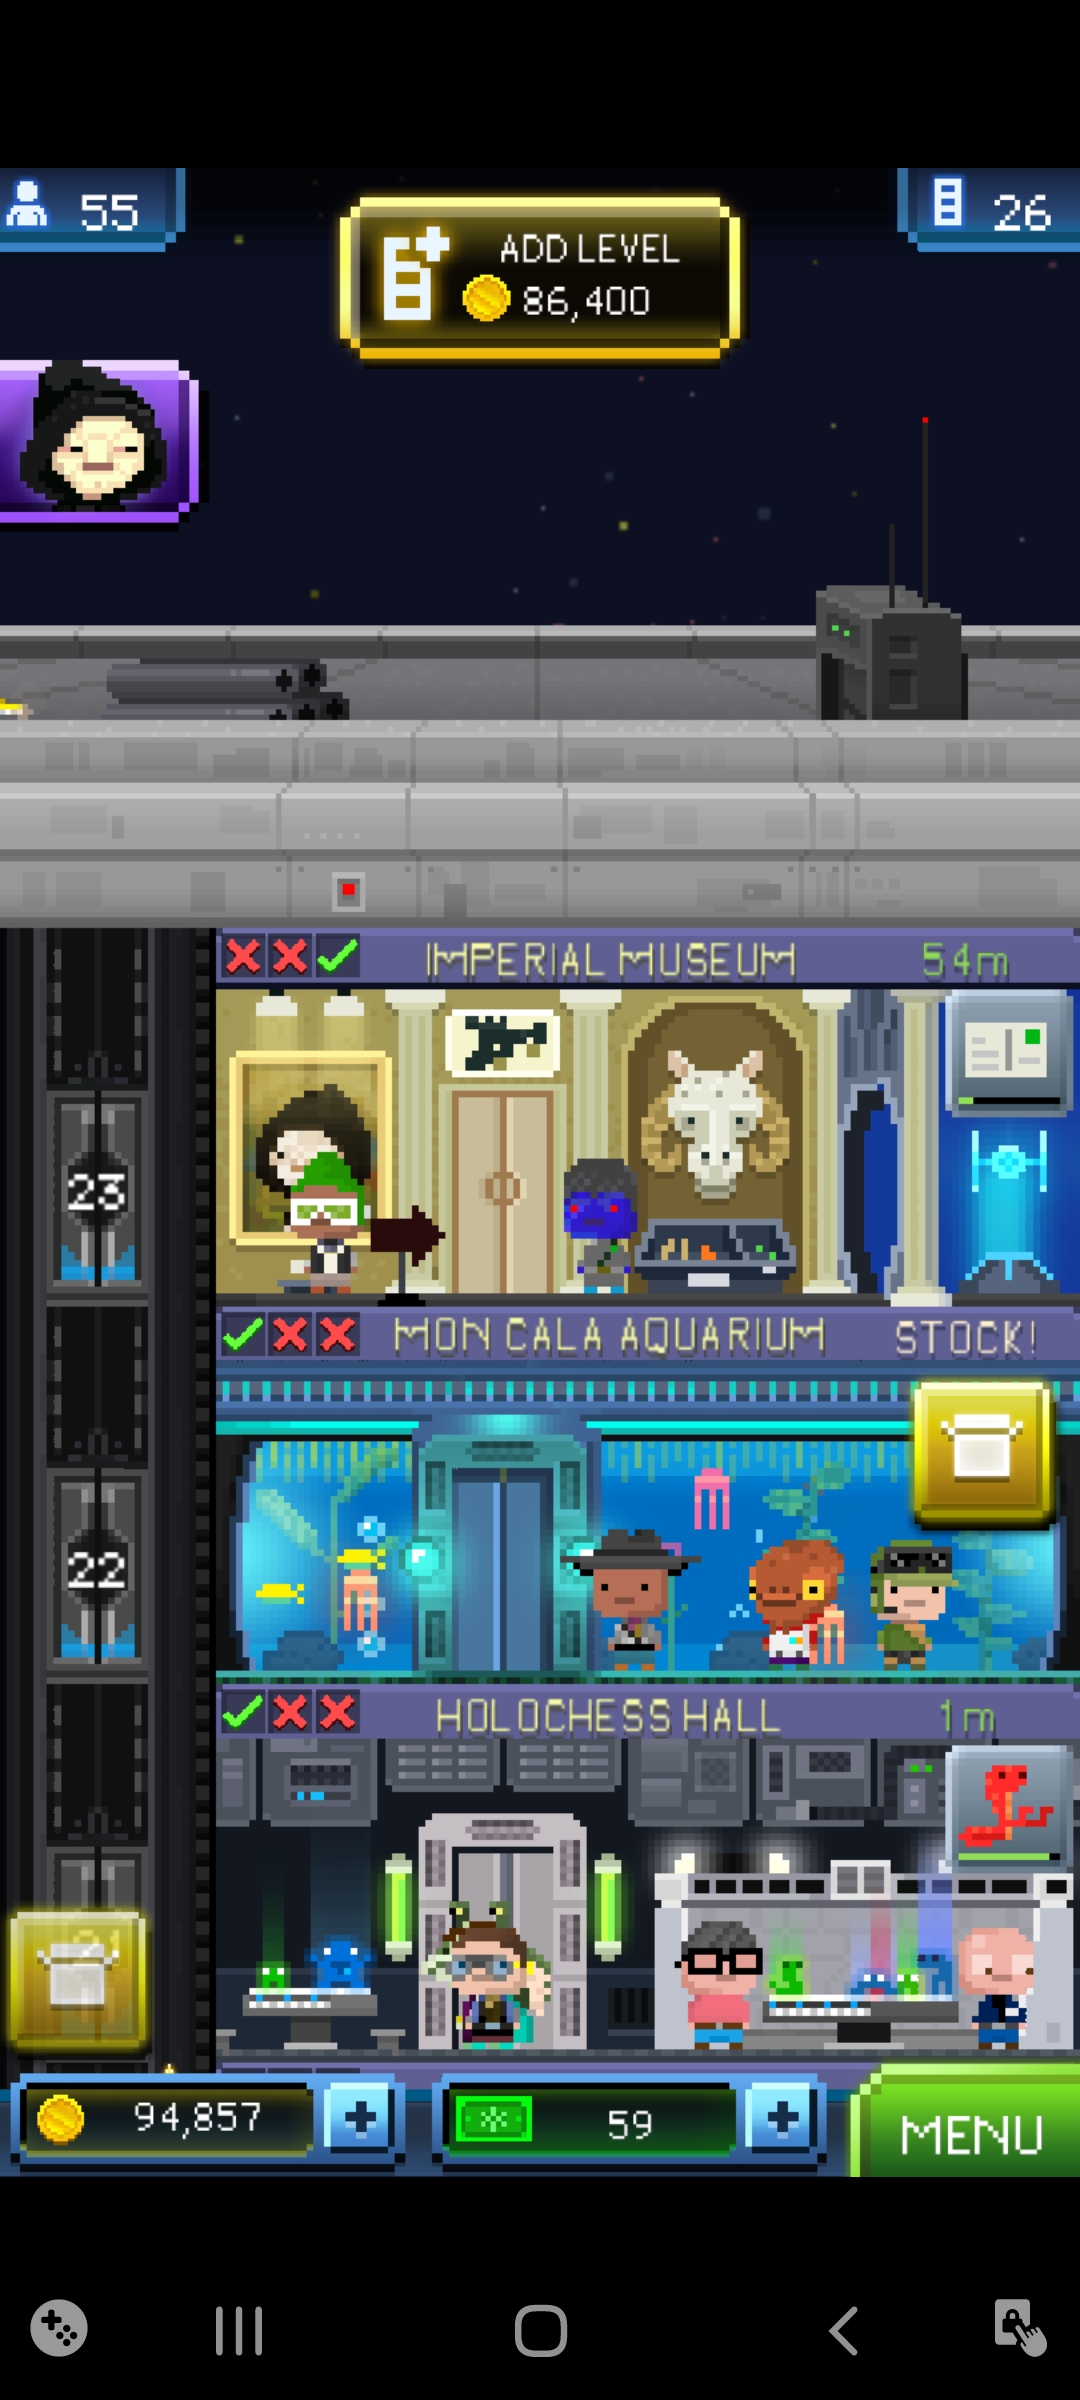 55
ADD LEVEL
86,400
26
IMPERIAL MUSEUM 54m
23
MON CALA AQUARIUM STOCK!
22
HOLOCHESS HALL 1m
94,857
59
MENU